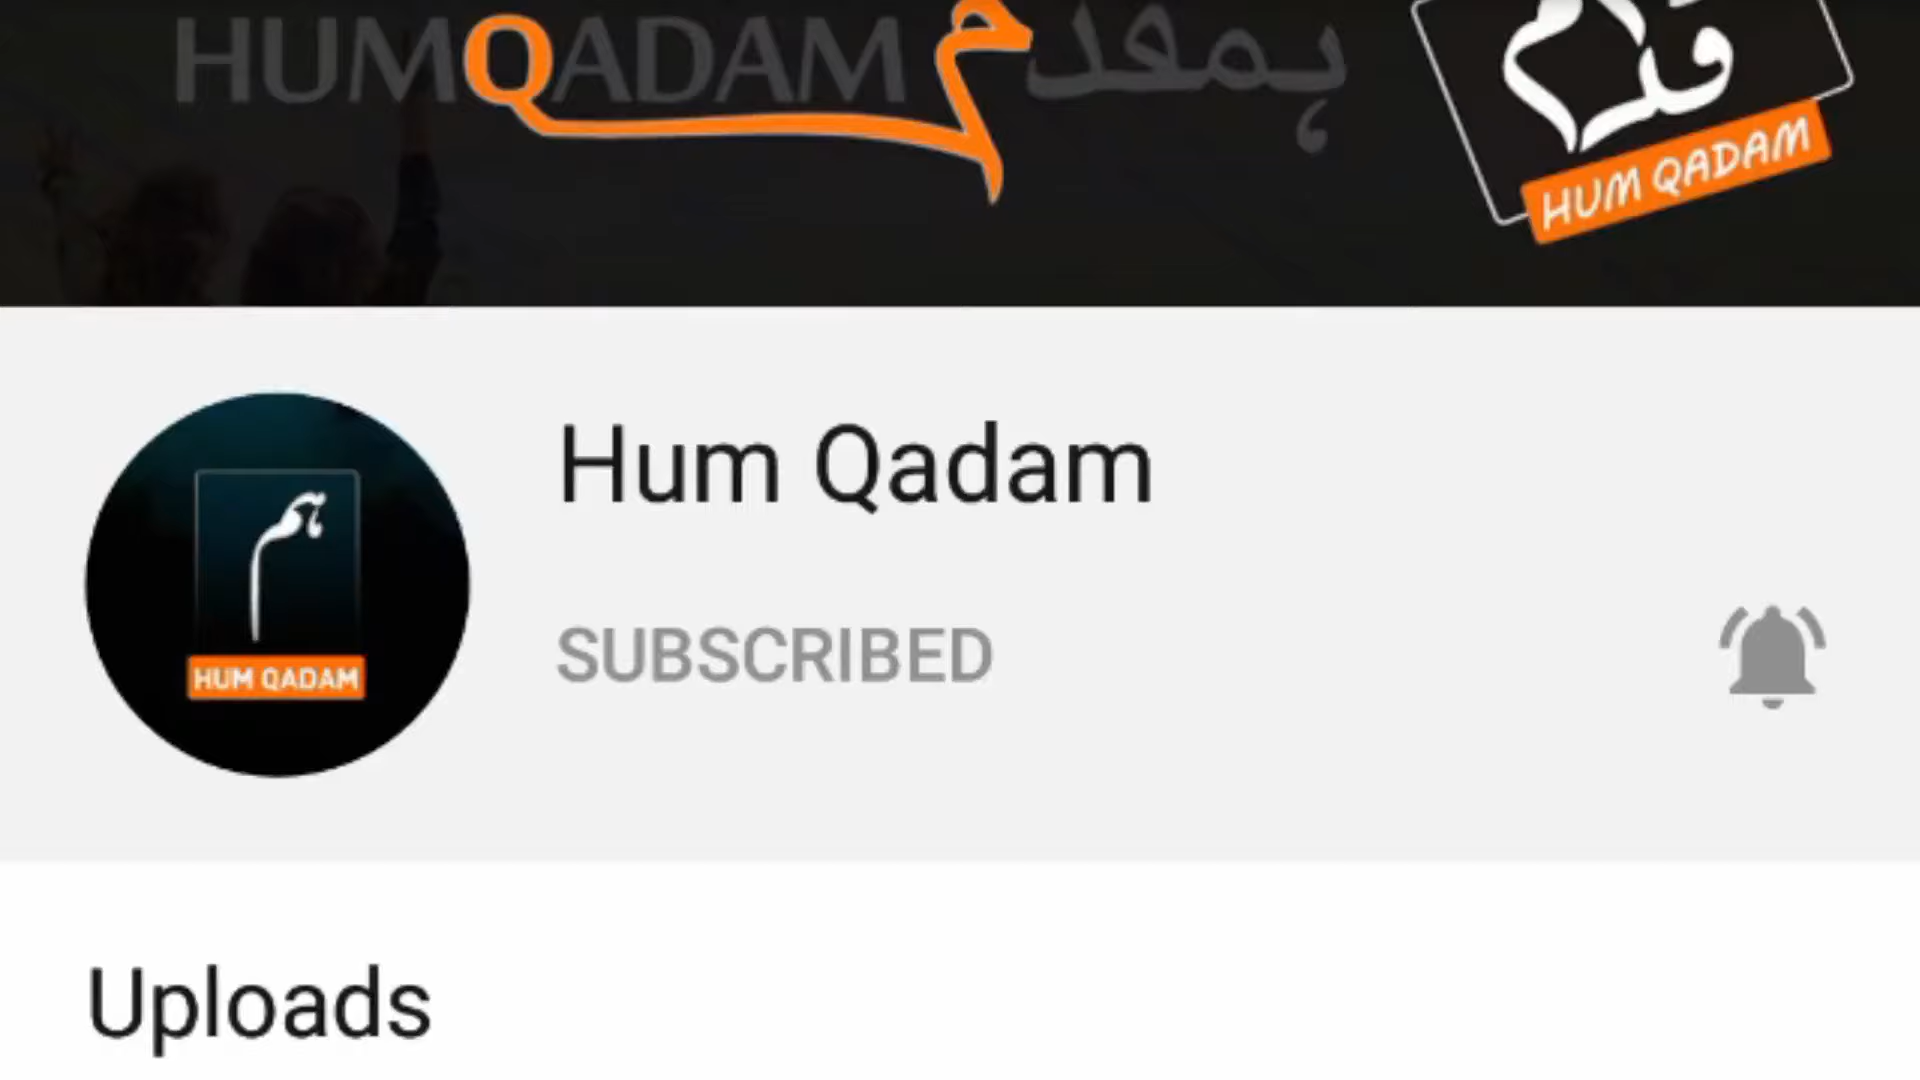 HUMQADAM ہمقدم
قدم
HUM QADAM
Hum Qadam
ہم
HUM QADAM
SUBSCRIBED
Uploads